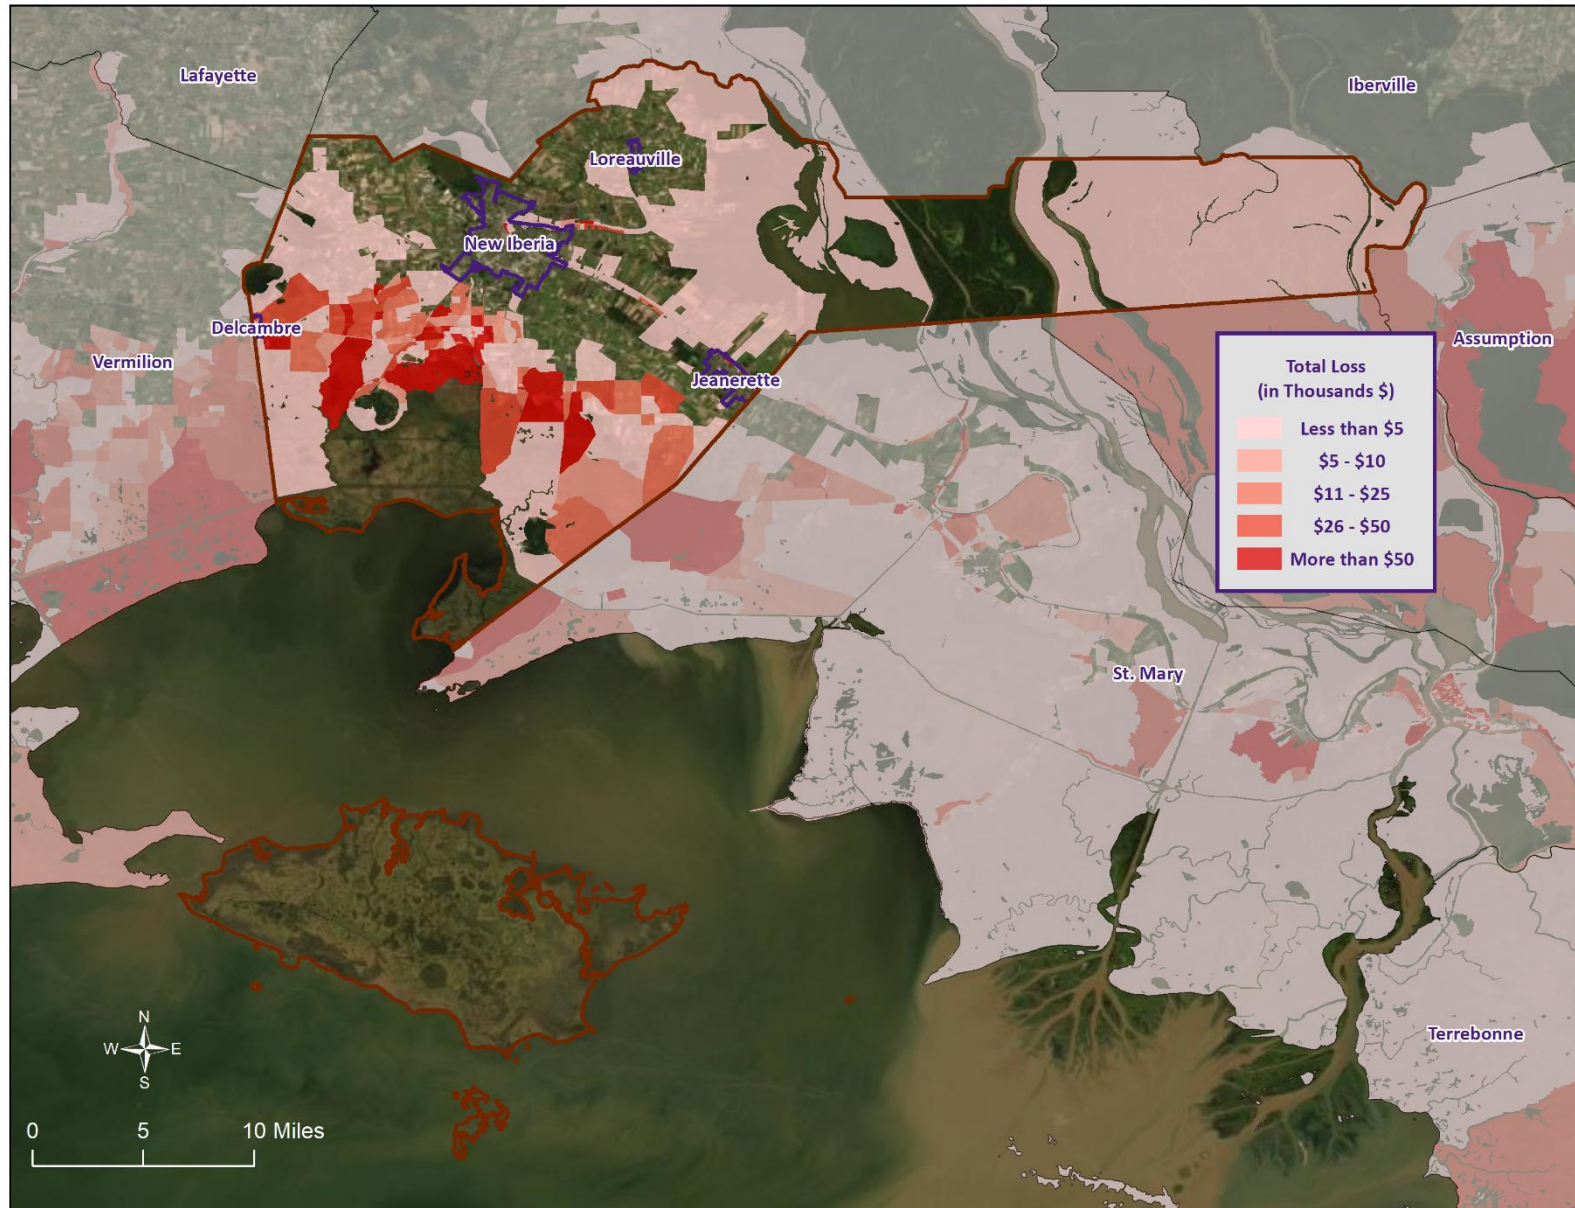 Lafayette
Iberville
Loreauville
New Iberia
Delcambre
Vermilion
Jeanerette
Assumption
Total Loss
(in Thousands $)
Less than $5
$5 - $10
$11 - $25
$26 - $50
More than $50
St. Mary
Terrebonne
N
W E
S
0 5 10 Miles